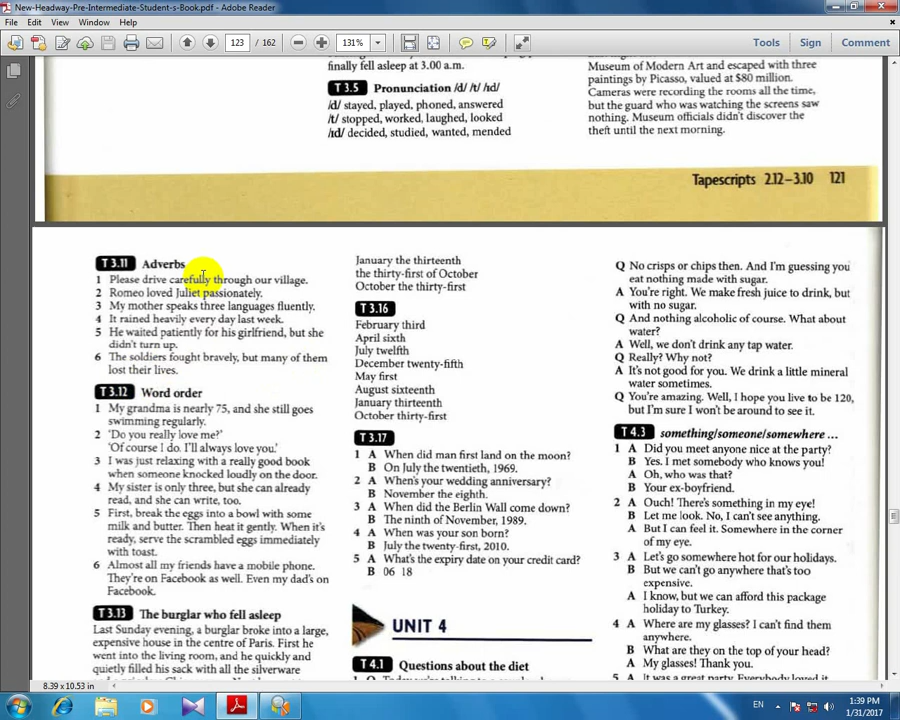 New-Headway-Pre-Intermediate-Student-s-Book.pdf - Adobe Reader
File Edit View Window Help
123 / 162 131% Tools Sign Comment
finally fell asleep at 3.00 a.m.
T 3.5 Pronunciation /d/ /t/ /ɪd/
/d/ stayed, played, phoned, answered
/t/ stopped, worked, laughed, looked
/ɪd/ decided, studied, wanted, mended
Museum of Modern Art and escaped with three
paintings by Picasso, valued at $80 million.
Cameras were recording the rooms all the time,
but the guard who was watching the screens saw
nothing. Museum officials didn't discover the
theft until the next morning.
Tapescripts 2.12–3.10 121
T 3.11 Adverbs
1 Please drive carefully through our village.
2 Romeo loved Juliet passionately.
3 My mother speaks three languages fluently.
4 It rained heavily every day last week.
5 He waited patiently for his girlfriend, but she
didn't turn up.
6 The soldiers fought bravely, but many of them
lost their lives.
T 3.12 Word order
1 My grandma is nearly 75, and she still goes
swimming regularly.
2 'Do you really love me?'
'Of course I do. I'll always love you.'
3 I was just relaxing with a really good book
when someone knocked loudly on the door.
4 My sister is only three, but she can already
read, and she can write, too.
5 First, break the eggs into a bowl with some
milk and butter. Then heat it gently. When it's
ready, serve the scrambled eggs immediately
with toast.
6 Almost all my friends have a mobile phone.
They're on Facebook as well. Even my dad's on
Facebook.
T 3.13 The burglar who fell asleep
Last Sunday evening, a burglar broke into a large,
expensive house in the centre of Paris. First he
went into the living room, and he quickly and
quietly filled his sack with all the silverware
January the thirteenth
the thirty-first of October
October the thirty-first
T 3.16
February third
April sixth
July twelfth
December twenty-fifth
May first
August sixteenth
January thirteenth
October thirty-first
T 3.17
1 A When did man first land on the moon?
B On July the twentieth, 1969.
2 A When's your wedding anniversary?
B November the eighth.
3 A When did the Berlin Wall come down?
B The ninth of November, 1989.
4 A When was your son born?
B July the twenty-first, 2010.
5 A What's the expiry date on your credit card?
B 06 18
UNIT 4
T 4.1 Questions about the diet
Q No crisps or chips then. And I'm guessing you
eat nothing made with sugar.
A You're right. We make fresh juice to drink, but
with no sugar.
Q And nothing alcoholic of course. What about
water?
A Well, we don't drink any tap water.
Q Really? Why not?
A It's not good for you. We drink a little mineral
water sometimes.
Q You're amazing. Well, I hope you live to be 120,
but I'm sure I won't be around to see it.
T 4.3 something/someone/somewhere ...
1 A Did you meet anyone nice at the party?
B Yes. I met somebody who knows you!
A Oh, who was that?
B Your ex-boyfriend.
2 A Ouch! There's something in my eye!
B Let me look. No, I can't see anything.
A But I can feel it. Somewhere in the corner
of my eye.
3 A Let's go somewhere hot for our holidays.
B But we can't go anywhere that's too
expensive.
A I know, but we can afford this package
holiday to Turkey.
4 A Where are my glasses? I can't find them
anywhere.
B What are they on the top of your head?
A My glasses! Thank you.
5 A It was a great party. Everybody loved it.
8.39 x 10.53 in
EN 1:39 PM
1/31/2017